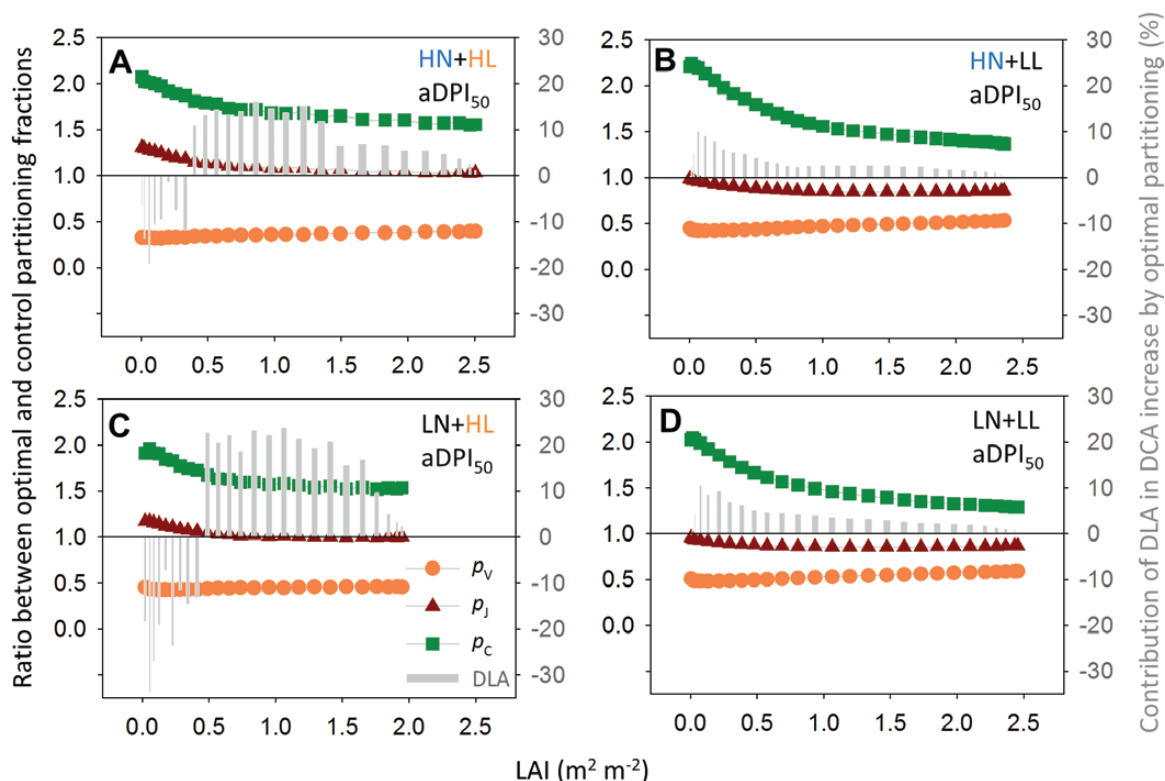 Ratio between optimal and control partitioning fractions
A
HN+HL
aDPI50
2.5
2.0
1.5
1.0
0.5
0.0
30
20
10
0
-10
-20
-30
0.0 0.5 1.0 1.5 2.0 2.5
B
HN+LL
aDPI50
2.5
2.0
1.5
1.0
0.5
0.0
30
20
10
0
-10
-20
-30
0.0 0.5 1.0 1.5 2.0 2.5
C
LN+HL
aDPI50
2.5
2.0
1.5
1.0
0.5
0.0
30
20
10
0
-10
-20
-30
pV
pJ
pC
DLA
0.0 0.5 1.0 1.5 2.0 2.5
D
LN+LL
aDPI50
2.5
2.0
1.5
1.0
0.5
0.0
30
20
10
0
-10
-20
-30
0.0 0.5 1.0 1.5 2.0 2.5
LAI (m² m⁻²)
Contribution of DLA in DCA increase by optimal partitioning (%)